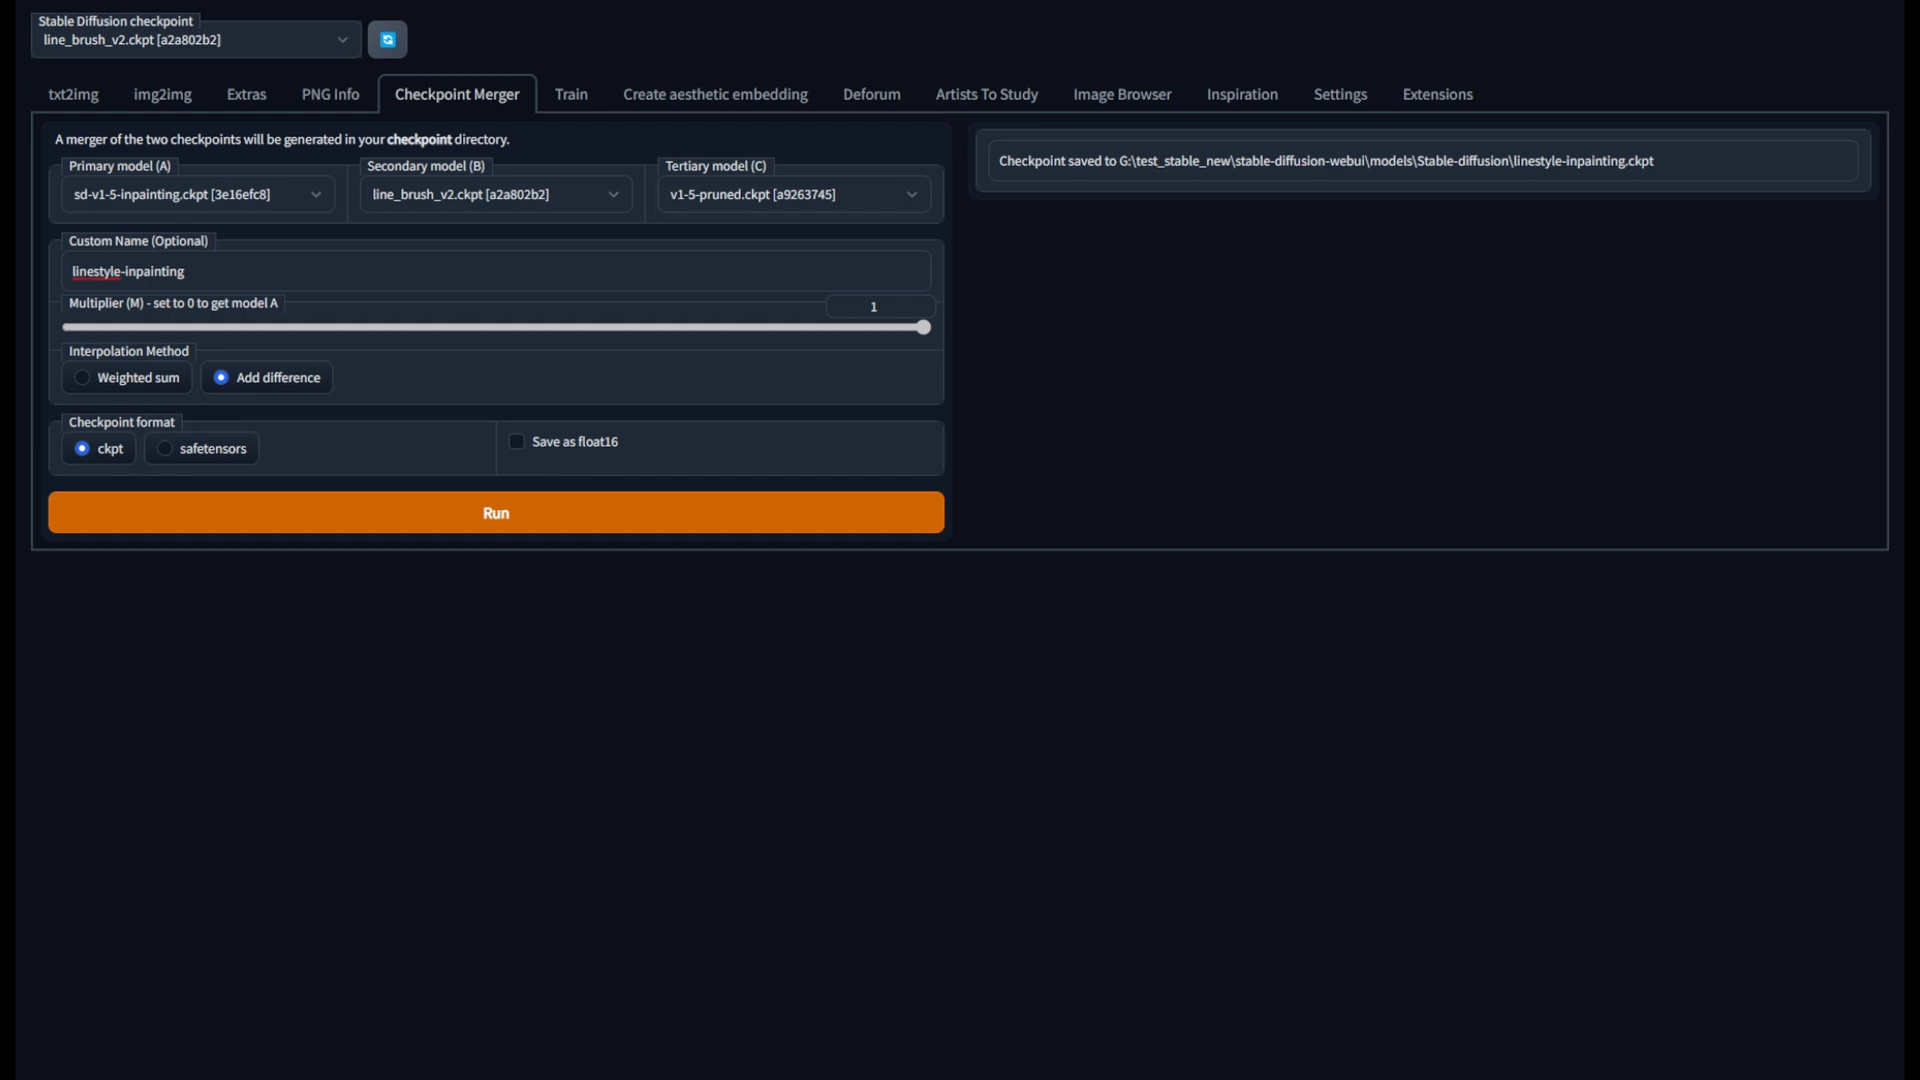 Stable Diffusion checkpoint
line_brush_v2.ckpt [a2a802b2]
txt2img img2img Extras PNG Info Checkpoint Merger Train Create aesthetic embedding Deforum Artists To Study Image Browser Inspiration Settings Extensions
A merger of the two checkpoints will be generated in your checkpoint directory.
Primary model (A) Secondary model (B) Tertiary model (C)
sd-v1-5-inpainting.ckpt [3e16efc8] line_brush_v2.ckpt [a2a802b2] v1-5-pruned.ckpt [a9263745]
Custom Name (Optional)
linestyle-inpainting
Multiplier (M) - set to 0 to get model A
1
Interpolation Method
Weighted sum Add difference
Checkpoint format
ckpt safetensors
Save as float16
Run
Checkpoint saved to G:\test_stable_new\stable-diffusion-webui\models\Stable-diffusion\linestyle-inpainting.ckpt